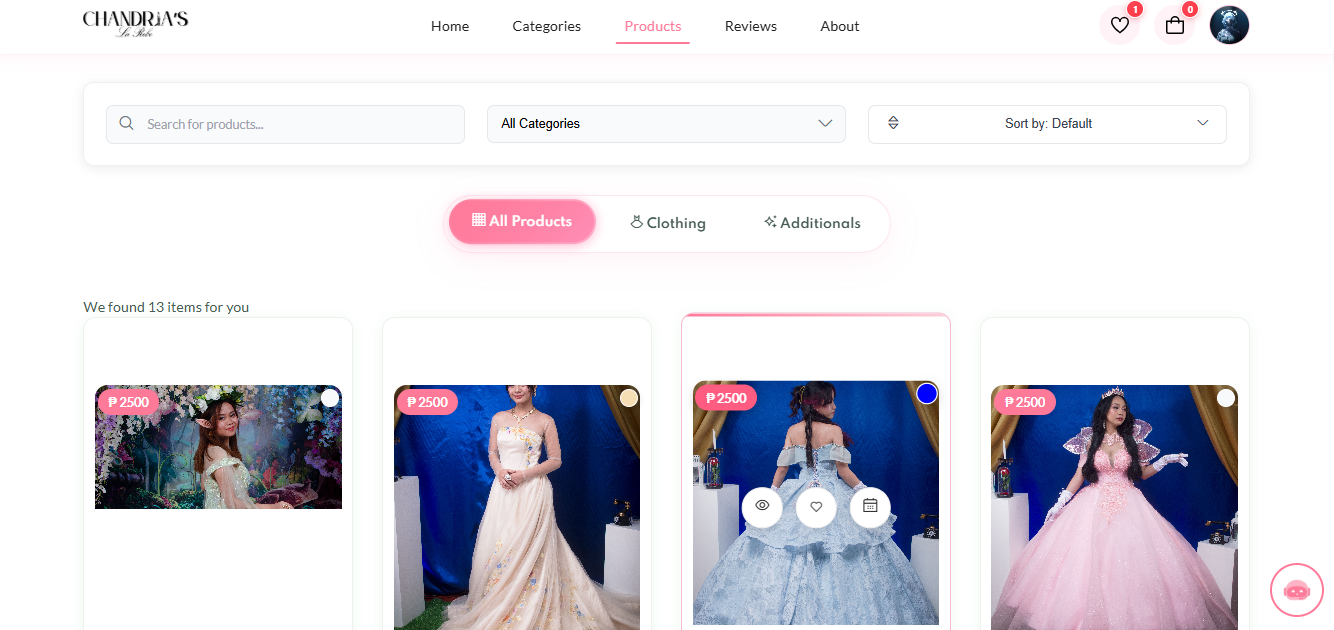 CHANDRIA'S
La Robe
Home
Categories
Products
Reviews
About
1
0
Search for products...
All Categories
Sort by: Default
All Products
Clothing
Additionals
We found 13 items for you
₱ 2500
₱ 2500
₱ 2500
₱ 2500